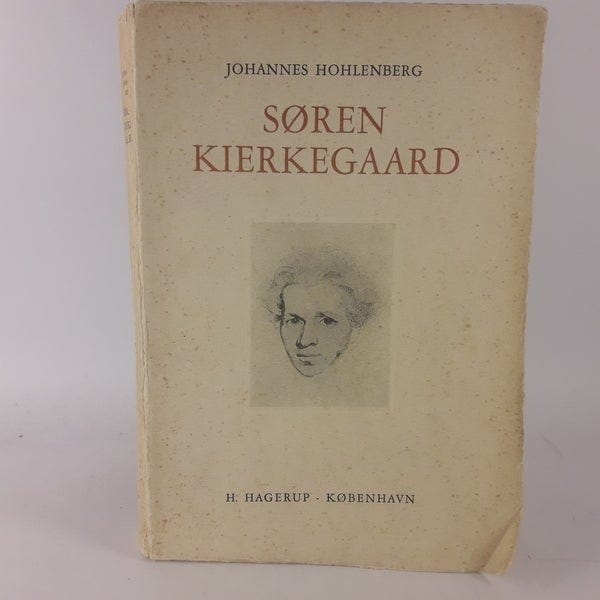 JOHANNES HOHLENBERG
SØREN
KIERKEGAARD
H. HAGERUP · KØBENHAVN